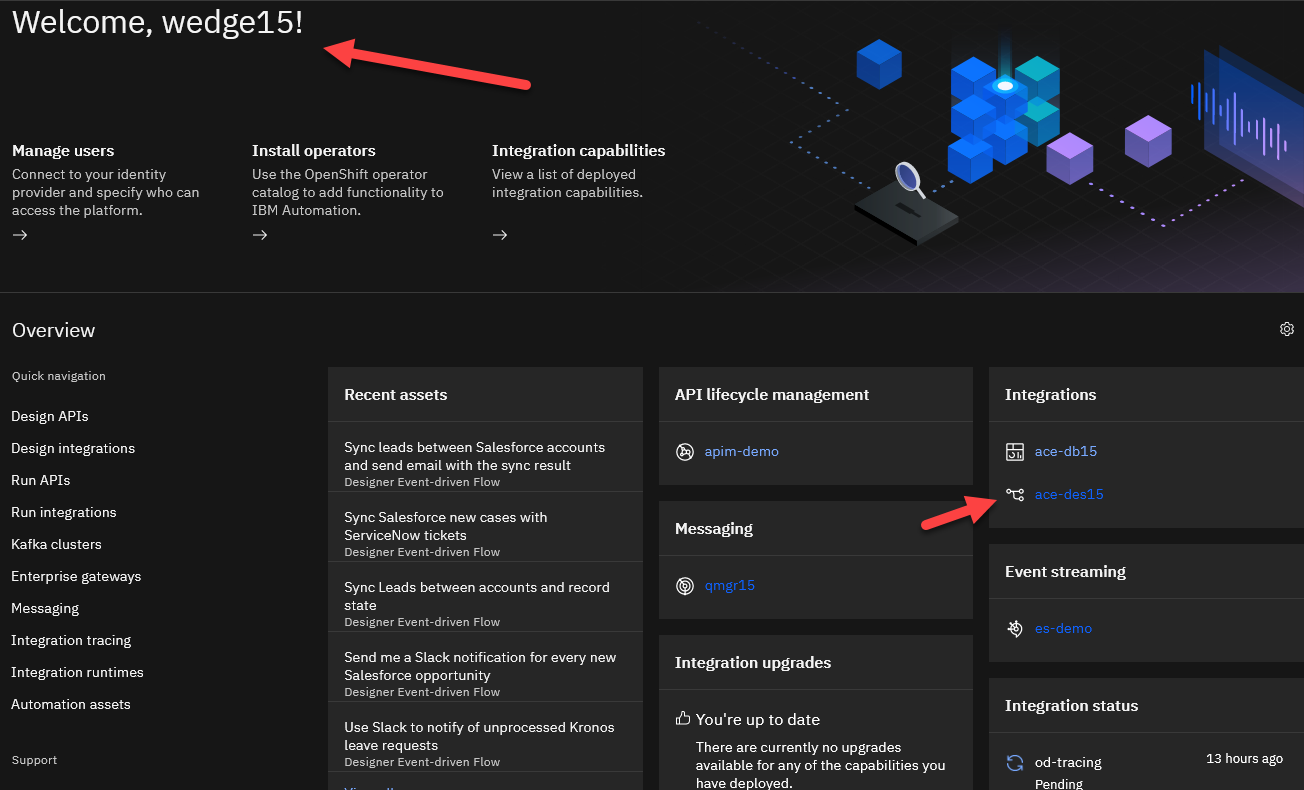 Welcome, wedge15!
Manage users
Connect to your identity
provider and specify who can
access the platform.
Install operators
Use the OpenShift operator
catalog to add functionality to
IBM Automation.
Integration capabilities
View a list of deployed
integration capabilities.
Overview
Quick navigation
Design APIs
Design integrations
Run APIs
Run integrations
Kafka clusters
Enterprise gateways
Messaging
Integration tracing
Integration runtimes
Automation assets
Support
Recent assets
Sync leads between Salesforce accounts
and send email with the sync result
Designer Event-driven Flow
Sync Salesforce new cases with
ServiceNow tickets
Designer Event-driven Flow
Sync Leads between accounts and record
state
Designer Event-driven Flow
Send me a Slack notification for every new
Salesforce opportunity
Designer Event-driven Flow
Use Slack to notify of unprocessed Kronos
leave requests
Designer Event-driven Flow
API lifecycle management
apim-demo
Messaging
qmgr15
Integration upgrades
You're up to date
There are currently no upgrades
available for any of the capabilities you
have deployed.
Integrations
ace-db15
ace-des15
Event streaming
es-demo
Integration status
od-tracing
13 hours ago
Pending